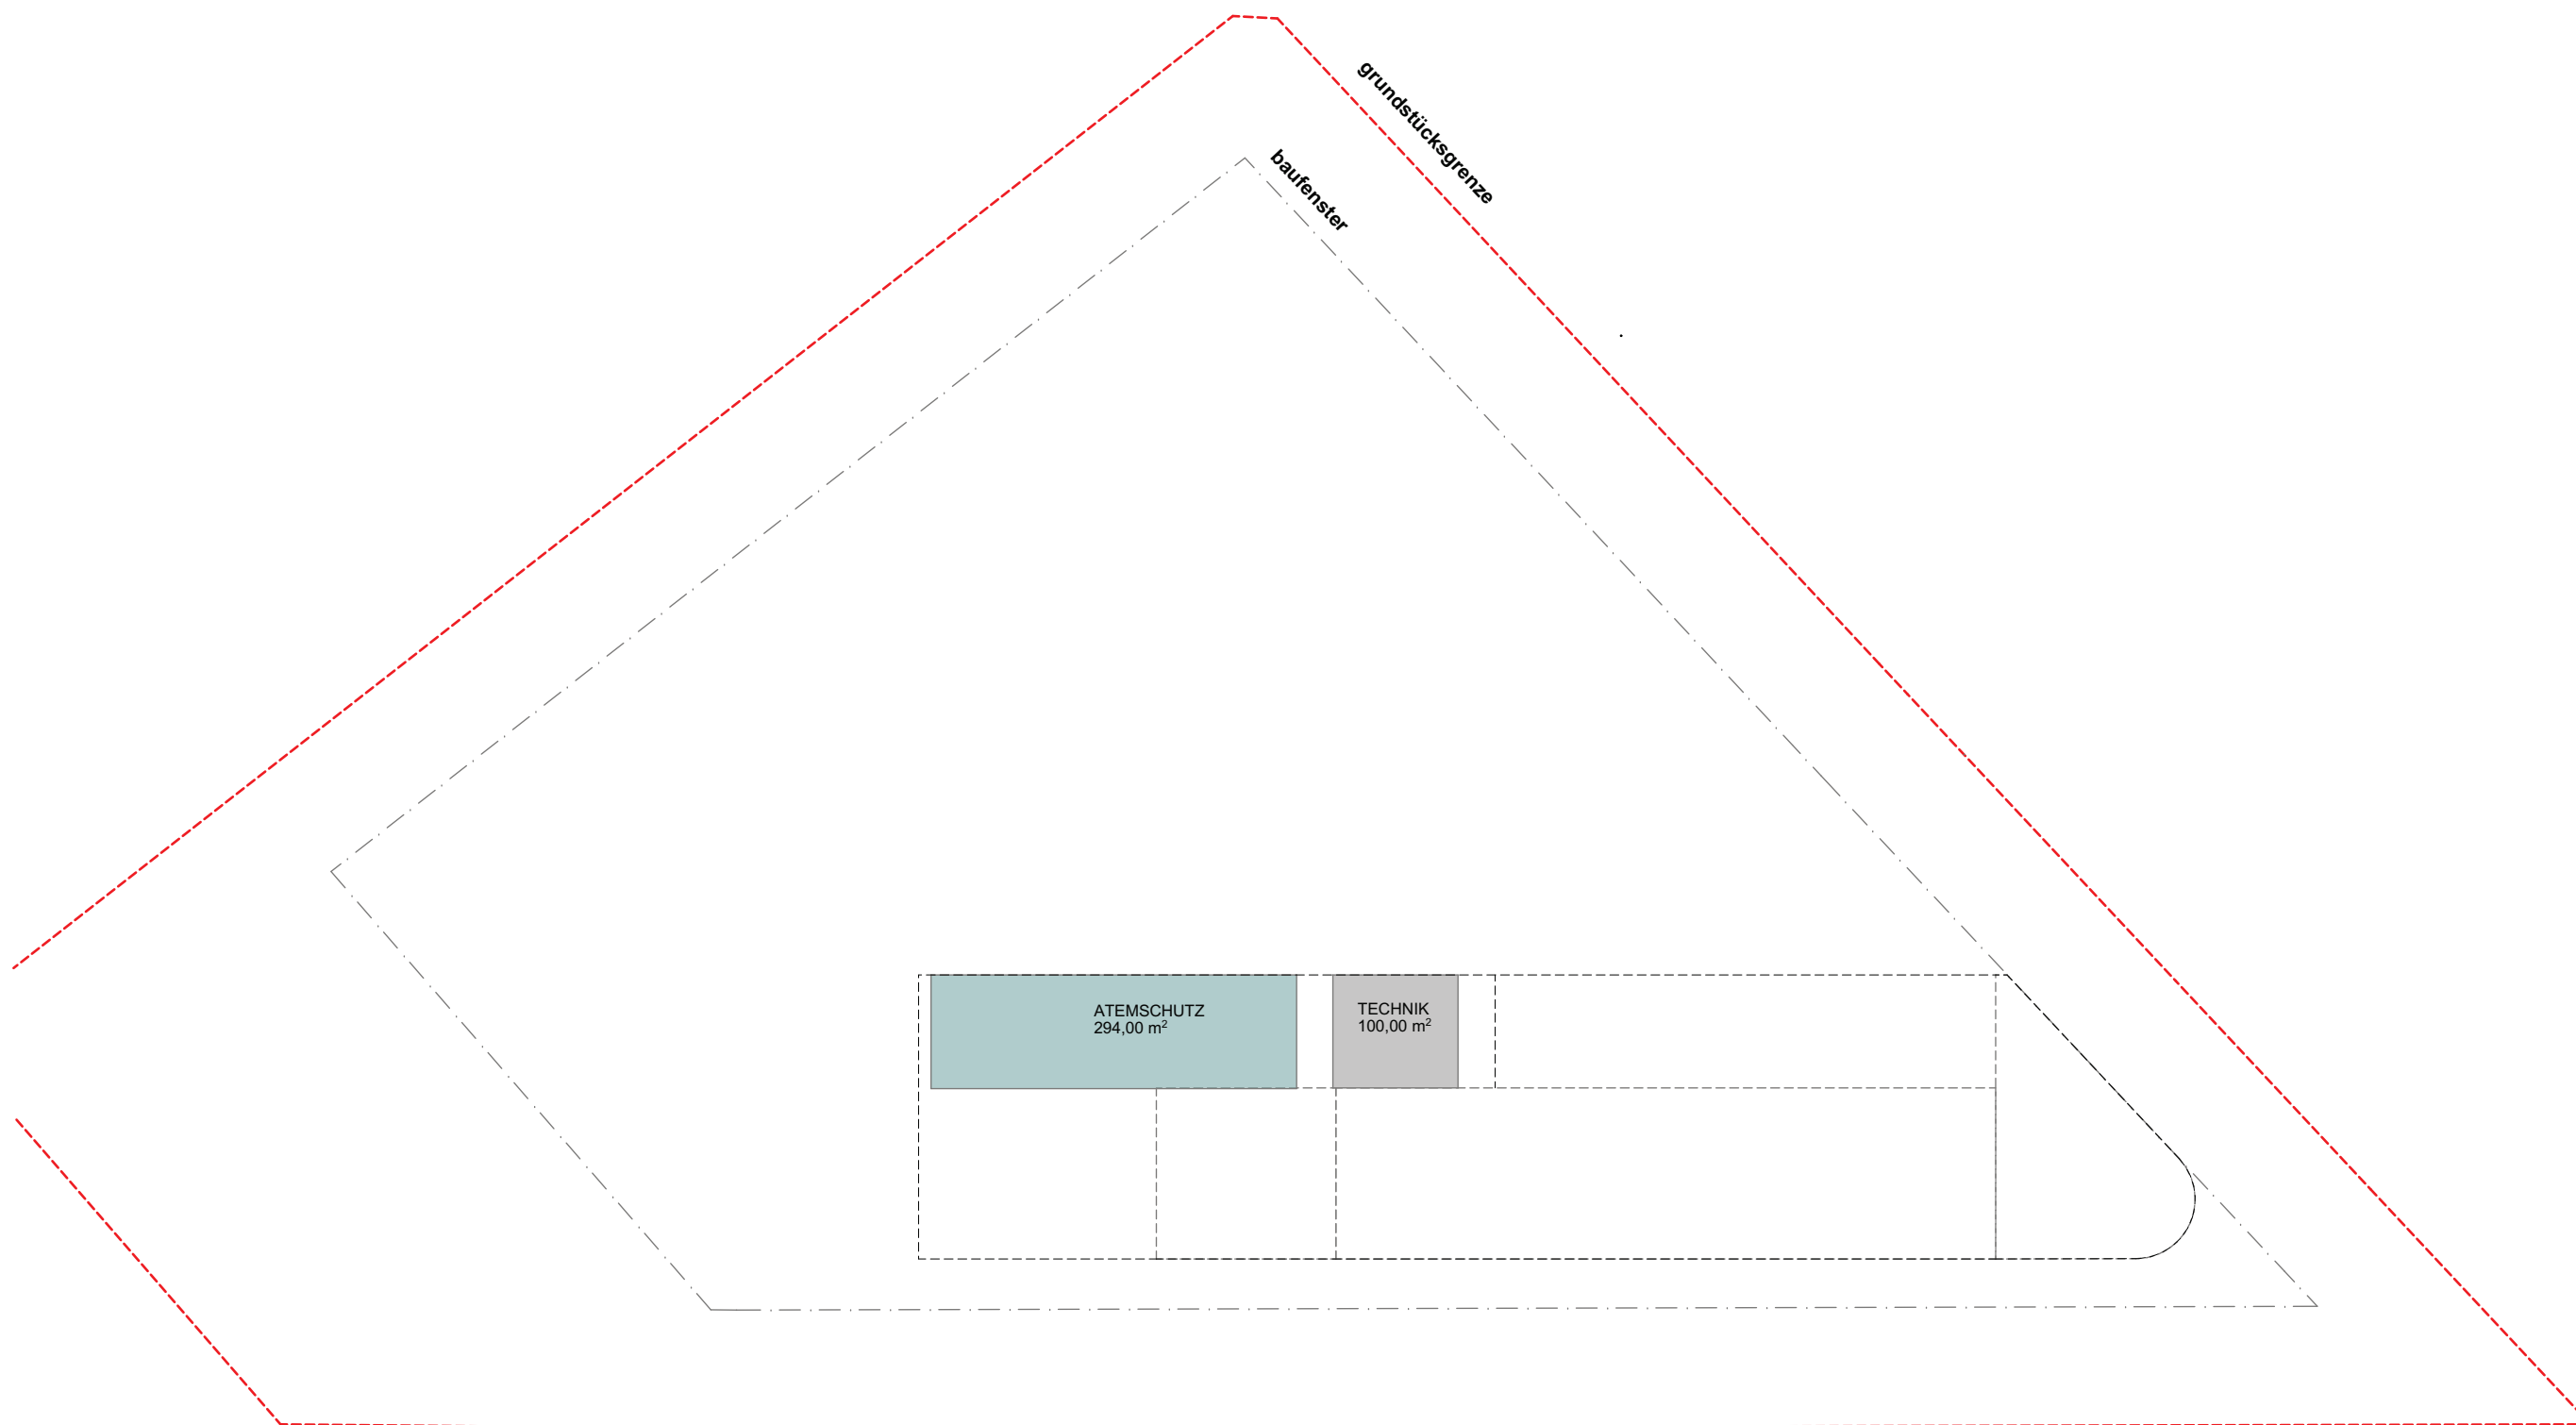 grundstücksgrenze
baufenster
ATEMSCHUTZ
294,00 m²
TECHNIK
100,00 m²